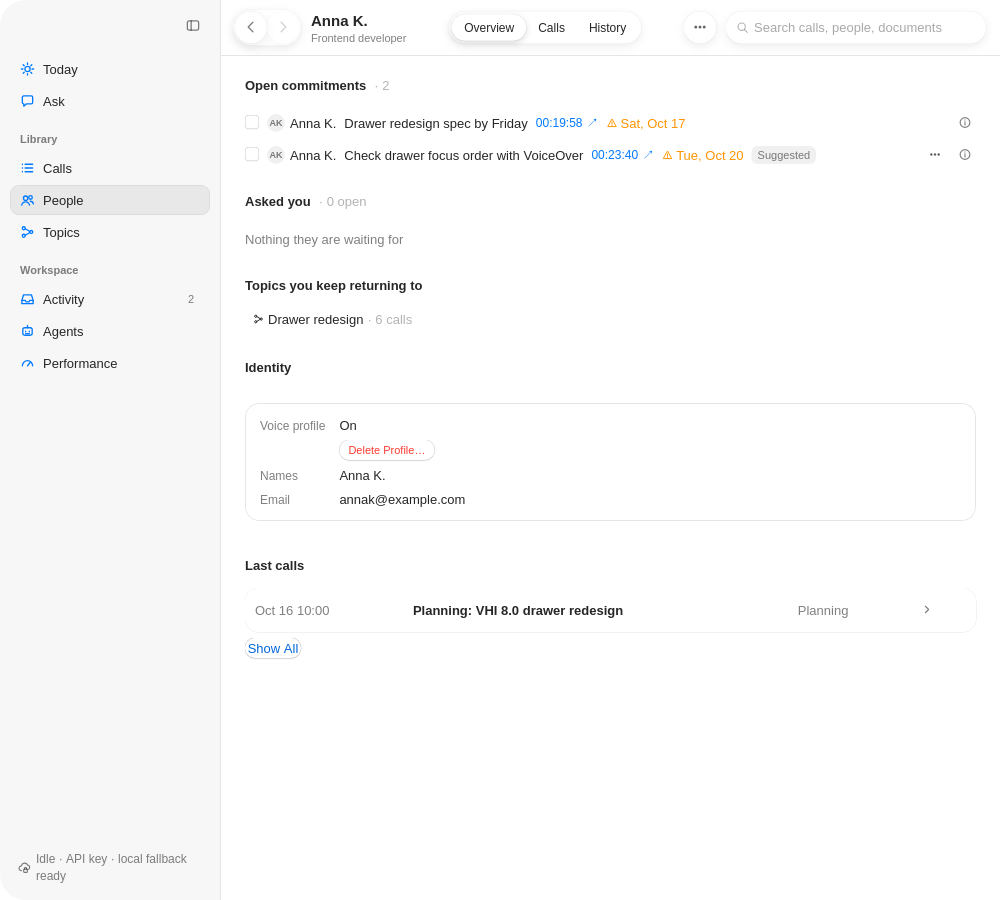 Anna K.
Frontend developer
Overview
Calls
History
Search calls, people, documents
Today
Ask
Library
Calls
People
Topics
Workspace
Activity 2
Agents
Performance
Idle · API key · local fallback
ready
Open commitments · 2
AK Anna K. Drawer redesign spec by Friday 00:19:58 Sat, Oct 17
AK Anna K. Check drawer focus order with VoiceOver 00:23:40 Tue, Oct 20 Suggested
Asked you · 0 open
Nothing they are waiting for
Topics you keep returning to
Drawer redesign · 6 calls
Identity
Voice profile On
Delete Profile…
Names Anna K.
Email annak@example.com
Last calls
Oct 16 10:00 Planning: VHI 8.0 drawer redesign Planning
Show All